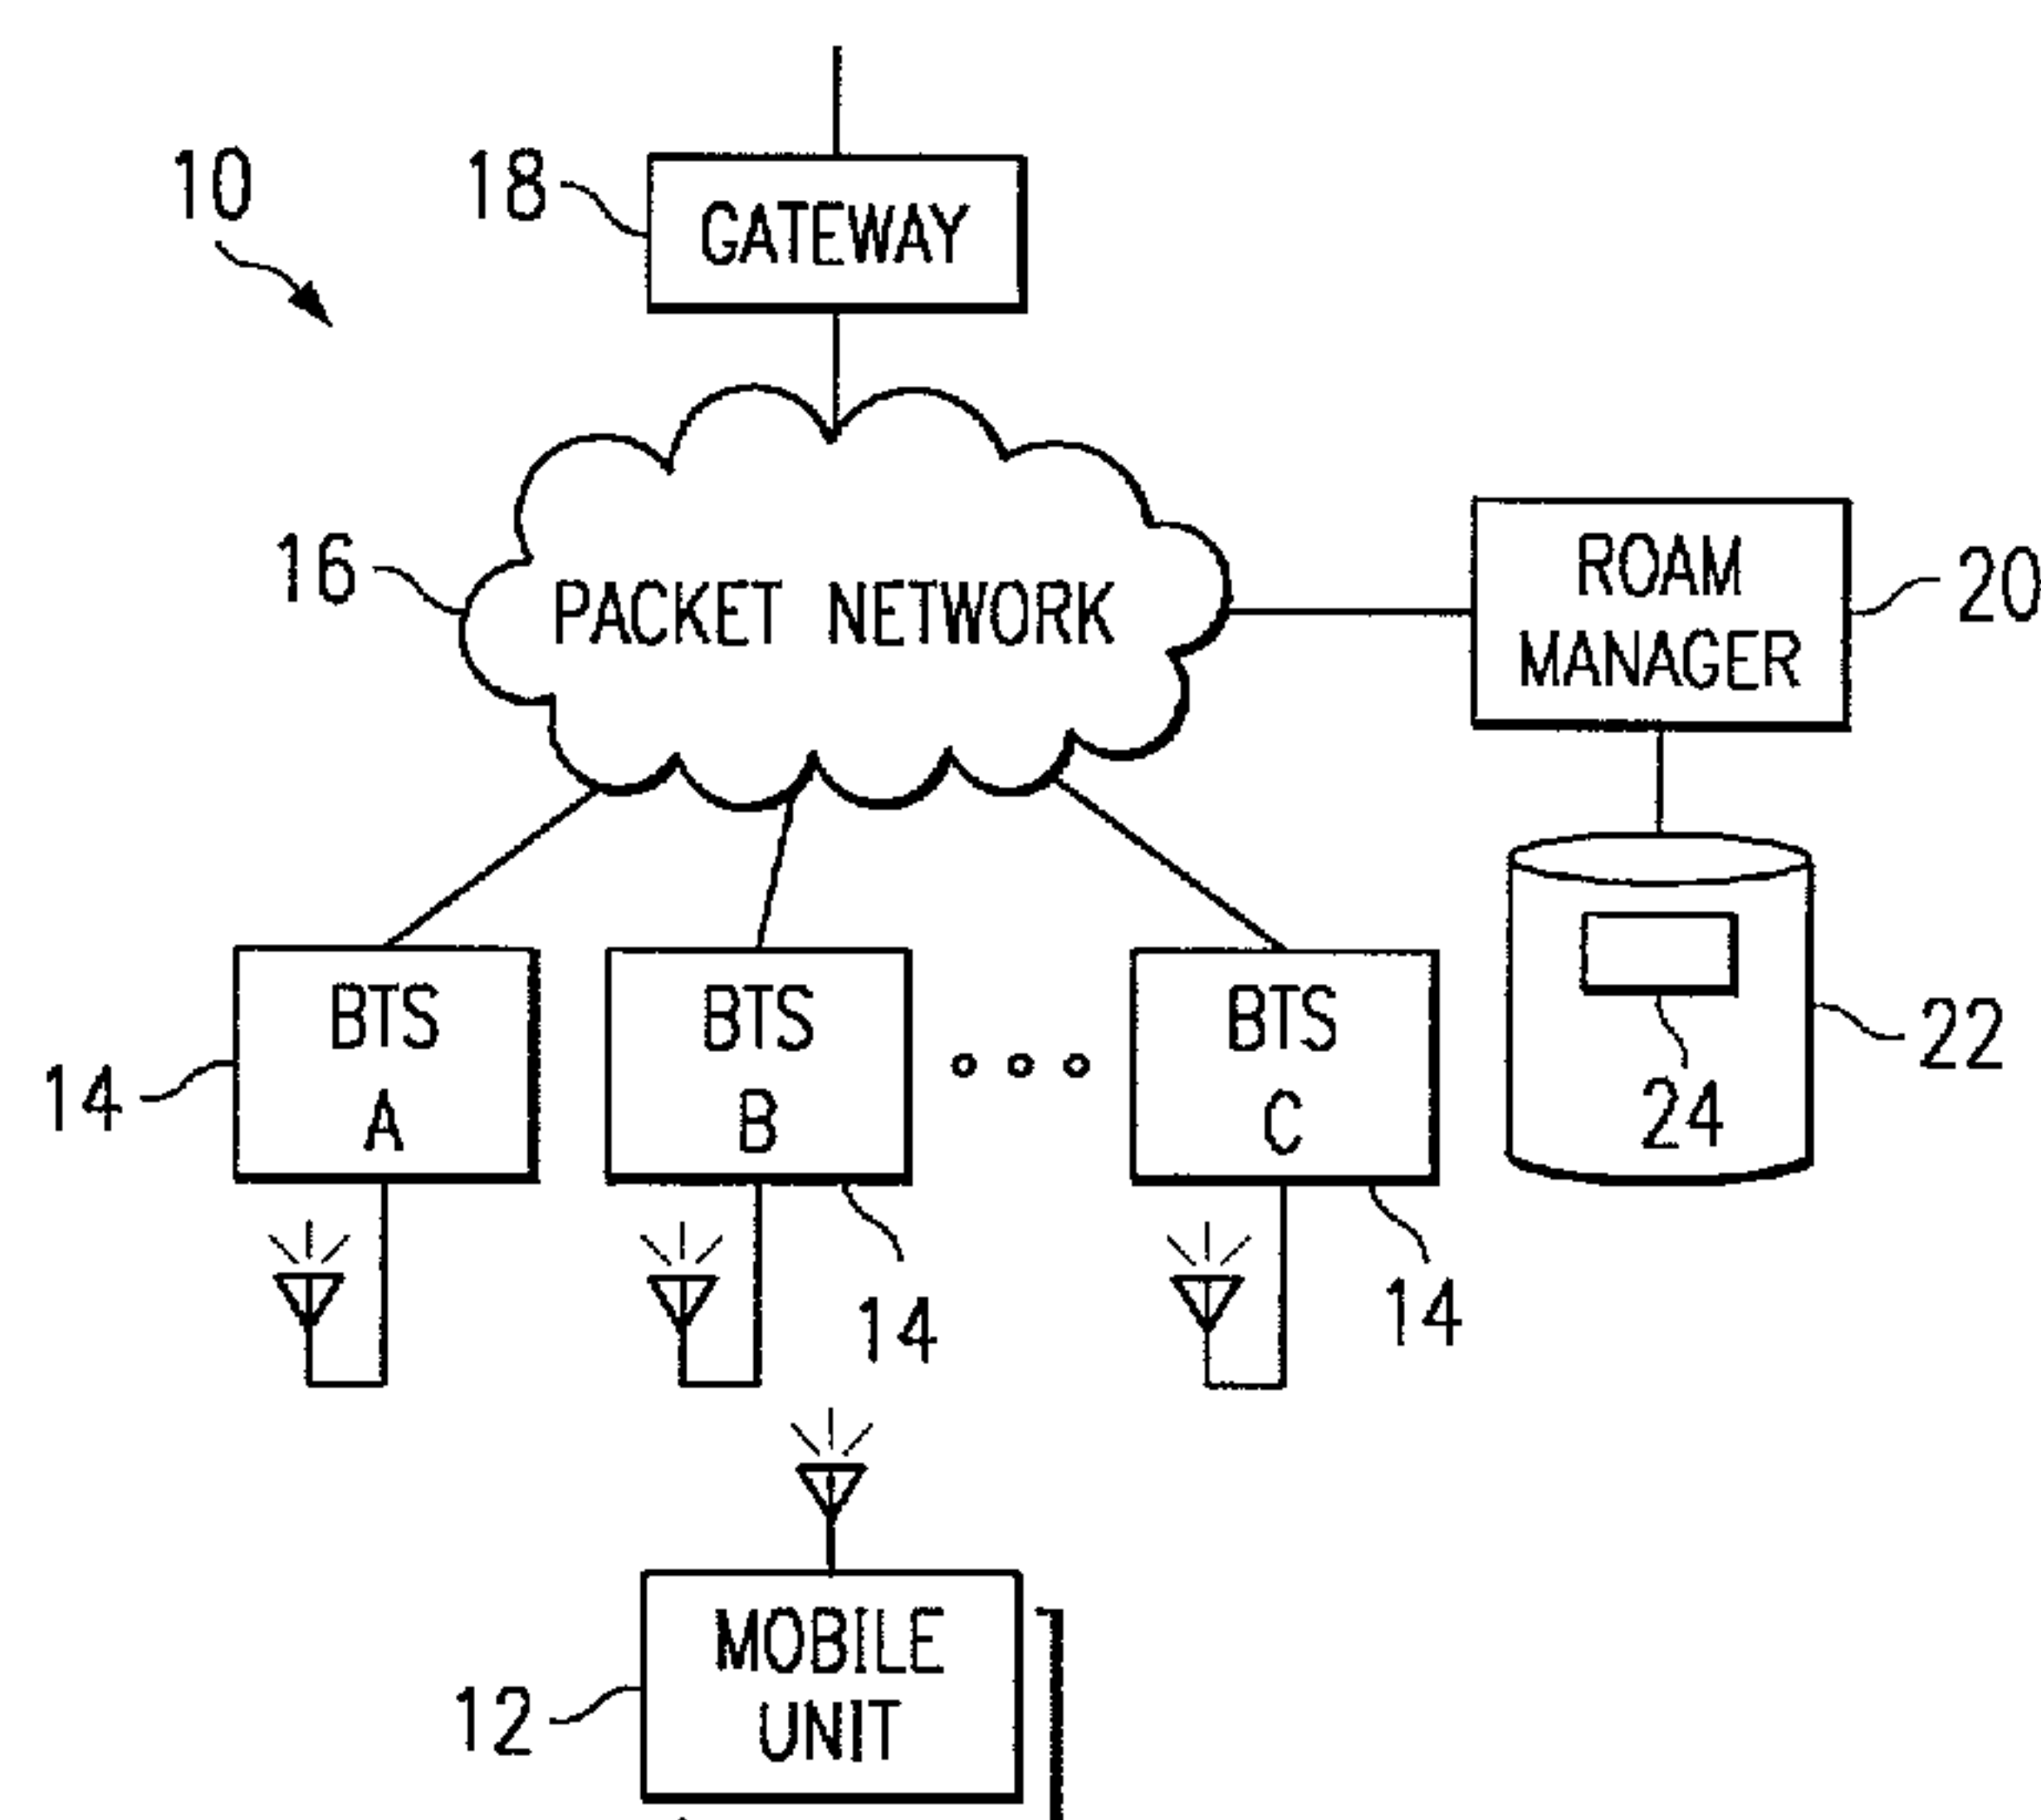 10
18
GATEWAY
16
PACKET NETWORK
ROAM
MANAGER
20
14
BTS
A
BTS
B
BTS
C
22
24
14
14
12
MOBILE
UNIT